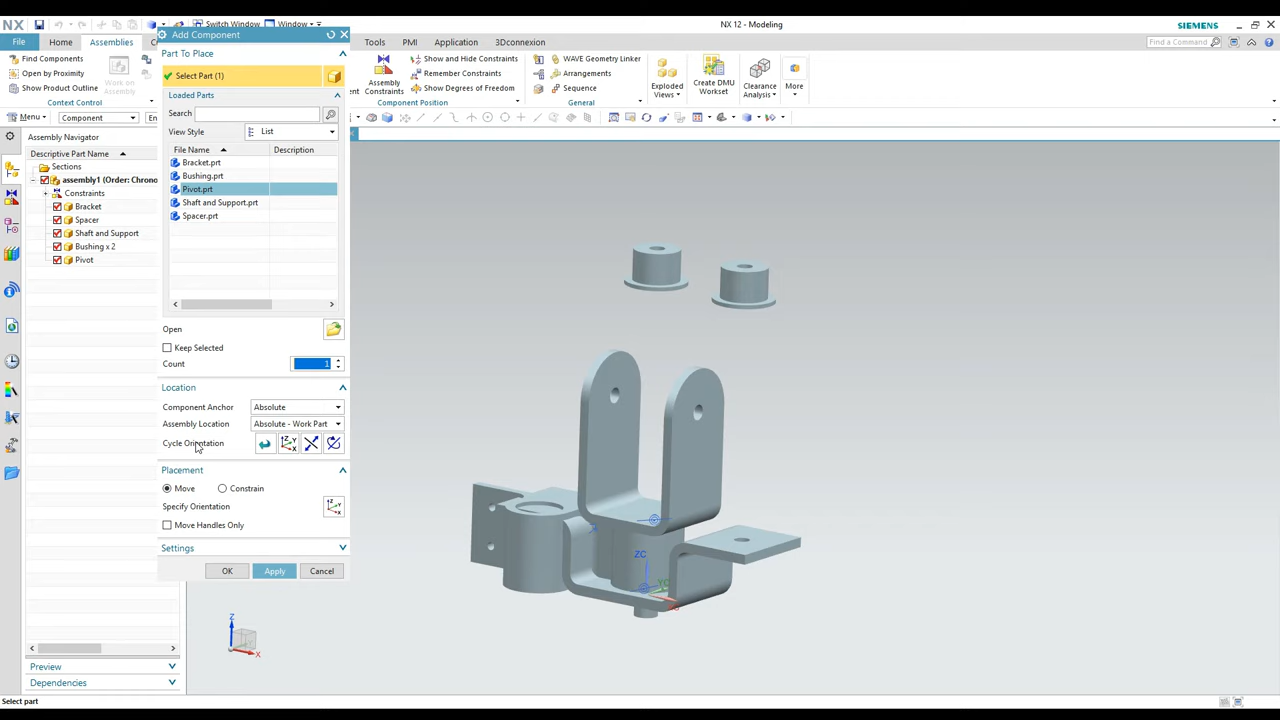 NX
Switch Window
Window
NX 12 - Modeling
SIEMENS
File
Home
Assemblies
Tools
PMI
Application
3DConnexion
Find a Command
Find Components
Open by Proximity
Show Product Outline
Work on Assembly
Context Control
Add Component
Part To Place
Select Part (1)
Loaded Parts
Search
View Style
List
File Name
Description
Bracket.prt
Bushing.prt
Pivot.prt
Shaft and Support.prt
Spacer.prt
Open
Keep Selected
Count
1
Location
Component Anchor
Absolute
Assembly Location
Absolute - Work Part
Cycle Orientation
Placement
Move
Constrain
Specify Orientation
Move Handles Only
Settings
OK
Apply
Cancel
Assembly Constraints
Show and Hide Constraints
Remember Constraints
Show Degrees of Freedom
Component Position
WAVE Geometry Linker
Arrangements
Sequence
General
Exploded Views
Create DMU Workset
Clearance Analysis
More
Menu
Component
En
Assembly Navigator
Descriptive Part Name
Sections
assembly1 (Order: Chrono
Constraints
Bracket
Spacer
Shaft and Support
Bushing x 2
Pivot
Preview
Dependencies
ZC
YC
Z
X
Select part